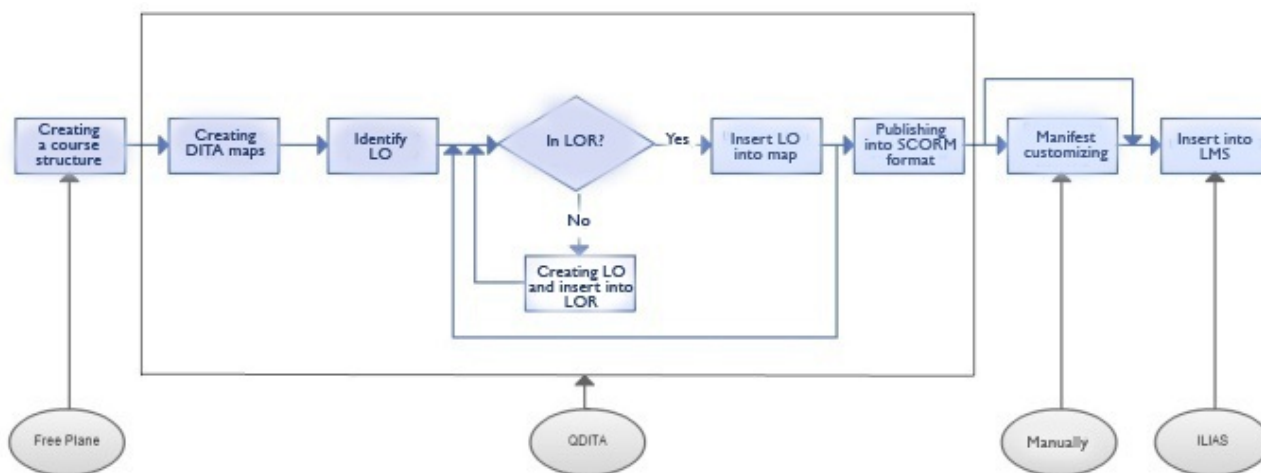 Creating
a course
structure
Creating
DITA maps
Identify
LO
In LOR?
Yes
Insert LO
into map
Publishing
into SCORM
format
Manifest
customizing
Insert into
LMS
No
Creating LO
and insert into
LOR
Free Plane
QDITA
Manually
ILIAS